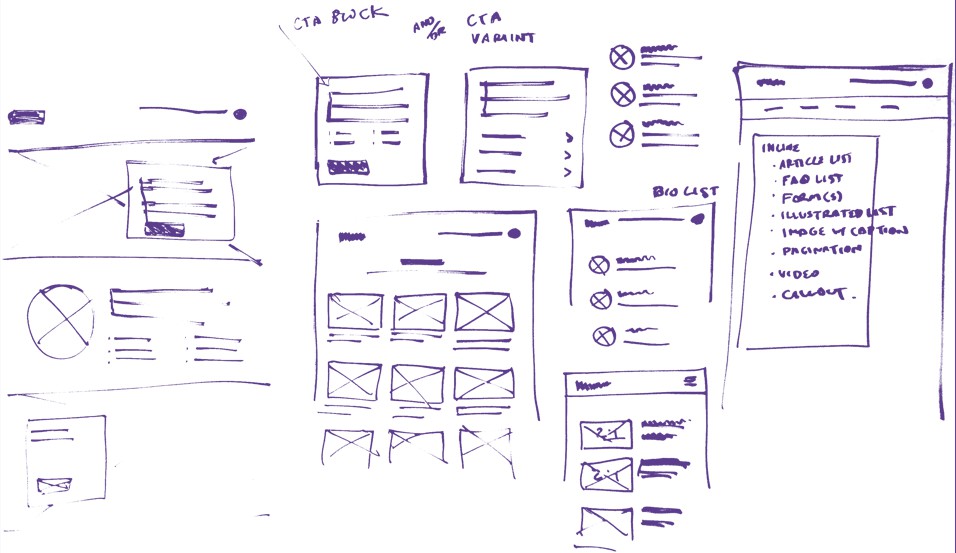 CTA BLOCK
AND/OR
CTA
VARAINT
BIO LIST
INLINE
· ARTICLE LIST
· FAQ LIST
· FORM(S)
· ILLUSTRATED LIST
· IMAGE W CAPTION
· PAGINATION
· VIDEO
· CALLOUT.
2:1
2:1